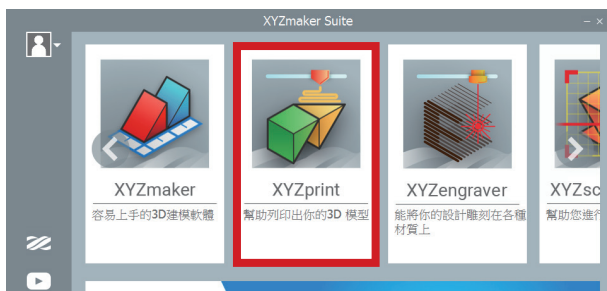 XYZmaker Suite
XYZmaker
容易上手的3D建模軟體
XYZprint
幫助列印出你的3D 模型
XYZengraver
能將你的設計雕刻在各種
材質上
XYZsc
幫助您進行